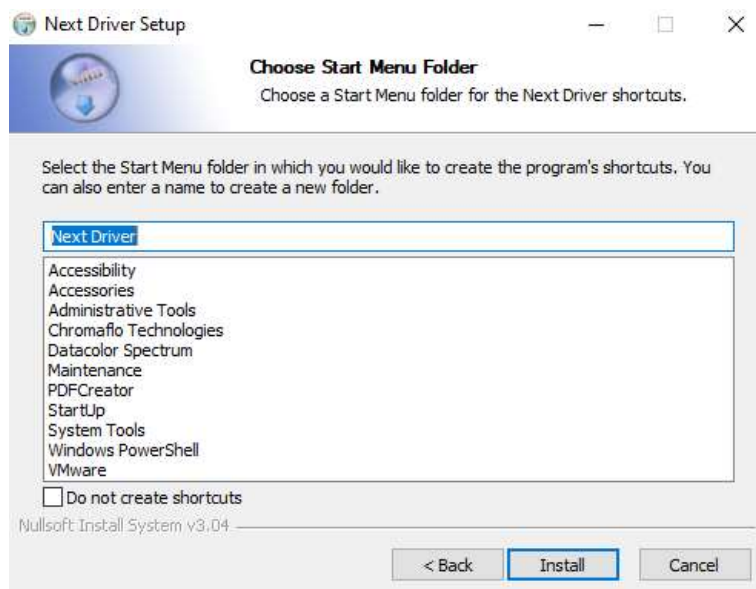 Next Driver Setup
Choose Start Menu Folder
Choose a Start Menu folder for the Next Driver shortcuts.
Select the Start Menu folder in which you would like to create the program's shortcuts. You
can also enter a name to create a new folder.
Next Driver
Accessibility
Accessories
Administrative Tools
Chromaflo Technologies
Datacolor Spectrum
Maintenance
PDFCreator
StartUp
System Tools
Windows PowerShell
VMware
Do not create shortcuts
Nullsoft Install System v3.04
< Back
Install
Cancel